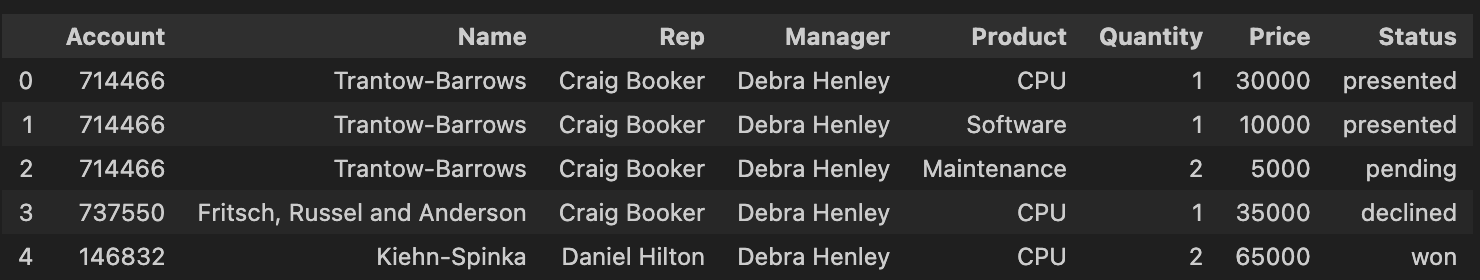 Account Name Rep Manager Product Quantity Price Status
0 714466 Trantow-Barrows Craig Booker Debra Henley CPU 1 30000 presented
1 714466 Trantow-Barrows Craig Booker Debra Henley Software 1 10000 presented
2 714466 Trantow-Barrows Craig Booker Debra Henley Maintenance 2 5000 pending
3 737550 Fritsch, Russel and Anderson Craig Booker Debra Henley CPU 1 35000 declined
4 146832 Kiehn-Spinka Daniel Hilton Debra Henley CPU 2 65000 won